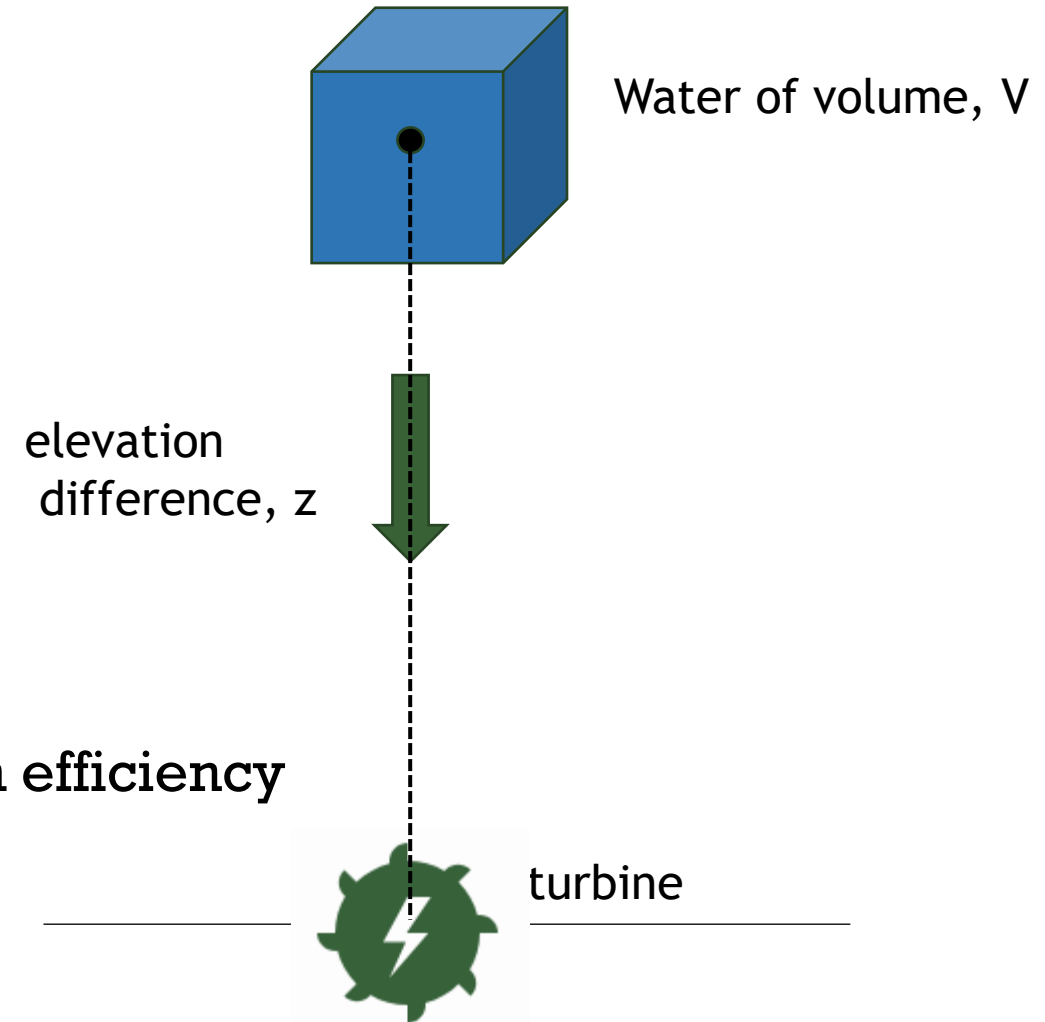 Water of volume, V
elevation
difference, z
efficiency
turbine